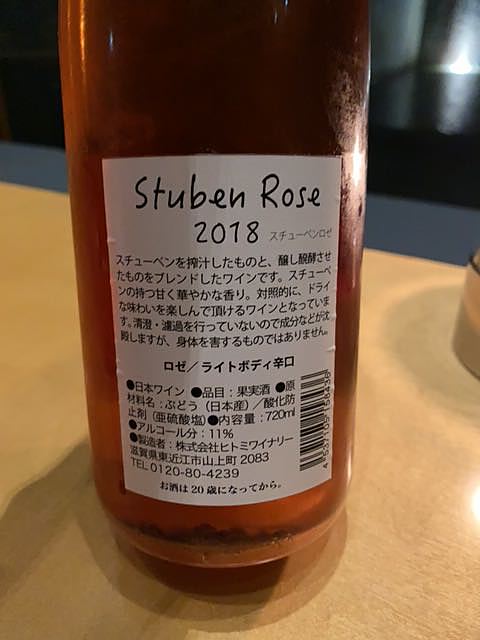 Stuben Rose
2018 スチューベンロゼ
スチューベンを搾汁したものと、醸し醗酵させ
たものをブレンドしたワインです。スチューベ
ンの持つ甘く華やかな香り。対照的に、ドライ
な味わいを楽しんで頂けるワインとなっていま
す。清澄・濾過を行っていないので成分などが沈
殿しますが、身体を害するものではありません。
ロゼ／ライトボディ辛口
●日本ワイン ●品目：果実酒 ●原
材料名：ぶどう（日本産）／酸化防
止剤（亜硫酸塩）●内容量：720ml
●アルコール分：11%
●製造者：株式会社ヒトミワイナリー
滋賀県東近江市山上町 2083
TEL 0120-80-4239
お酒は20歳になってから。